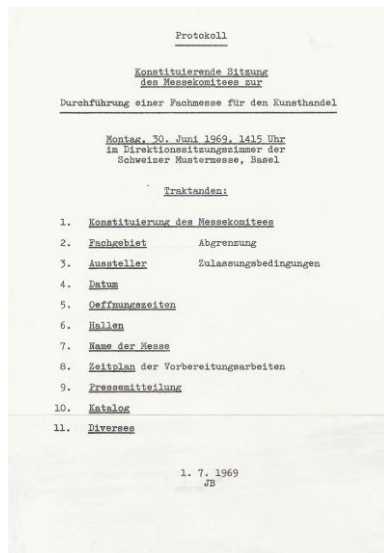 Protokoll
Konstituierende Sitzung
des Messekomitees zur
Durchführung einer Fachmesse für den Kunsthandel
Montag, 30. Juni 1969, 1415 Uhr
im Direktionssitzungszimmer der
Schweizer Mustermesse, Basel
Traktanden:
1. Konstituierung des Messekomitees
2. Fachgebiet Abgrenzung
3. Aussteller Zulassungsbedingungen
4. Datum
5. Oeffnungszeiten
6. Hallen
7. Name der Messe
8. Zeitplan der Vorbereitungsarbeiten
9. Pressemitteilung
10. Katalog
11. Diverses
1. 7. 1969
JB